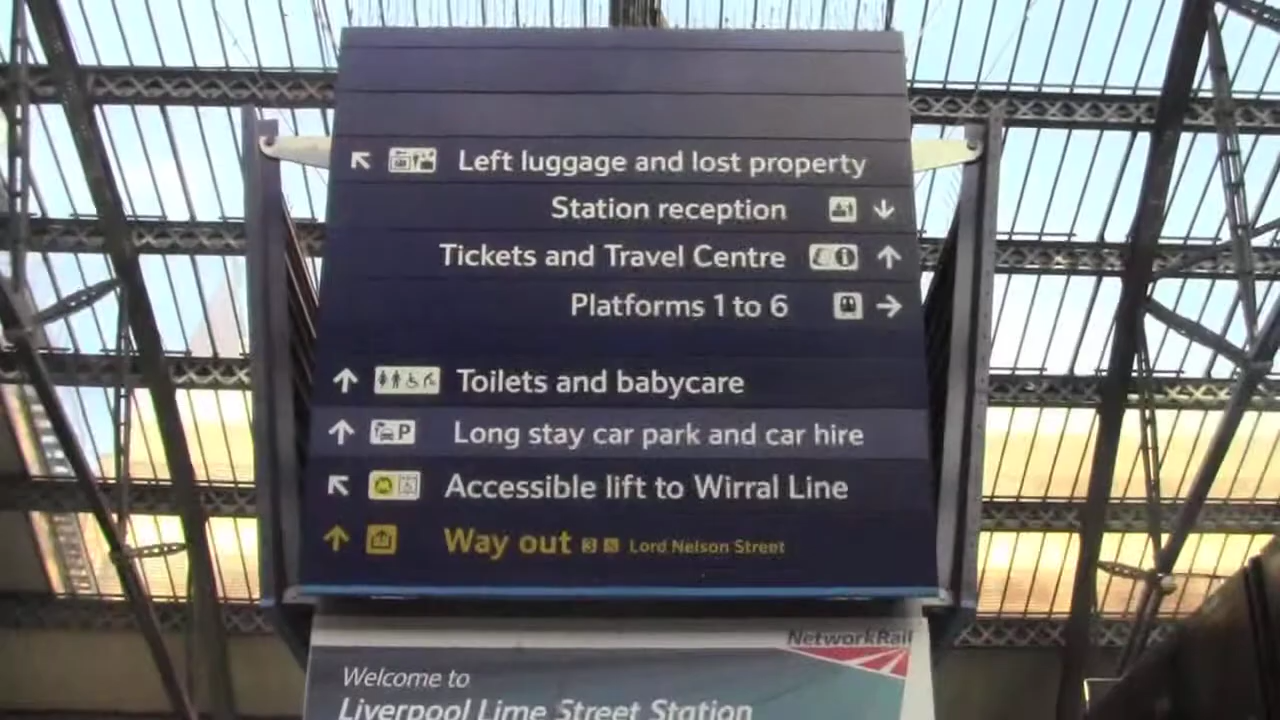 Left luggage and lost property
Station reception
Tickets and Travel Centre
Platforms 1 to 6
Toilets and babycare
P Long stay car park and car hire
M Accessible lift to Wirral Line
Way out 3 Lord Nelson Street
NetworkRail
Welcome to
Liverpool Lime Street Station